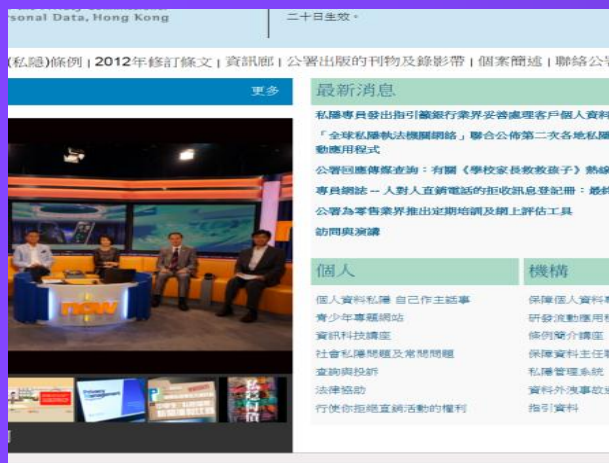 rsonal Data, Hong Kong
二十日生效。
(私隱)條例 | 2012年修訂條文 | 資訊廊 | 公署出版的刊物及錄影帶 | 個案簡述 | 聯絡公署
更多
最新消息
私隱專員發出指引籲銀行業界妥善處理客戶個人資料
「全球私隱執法機關網絡」聯合公佈第二次各地私隱
動應用程式
公署回應傳媒查詢：有關《學校家長救救孩子》熱線
專員網誌 -- 人對人直銷電話的拒收訊息登記冊：最終
公署為零售業界推出定期培訓及網上評估工具
訪問與演講
個人
機構
個人資料私隱 自己作主話事
青少年專題網站
資訊科技講座
社會私隱問題及常問問題
查詢與投訴
法律協助
行使你拒絕直銷活動的權利
保障個人資料
研發流動應用程
條例簡介講座
保障資料主任
私隱管理系統
資料外洩事故
指引資料
now
Privacy
Management